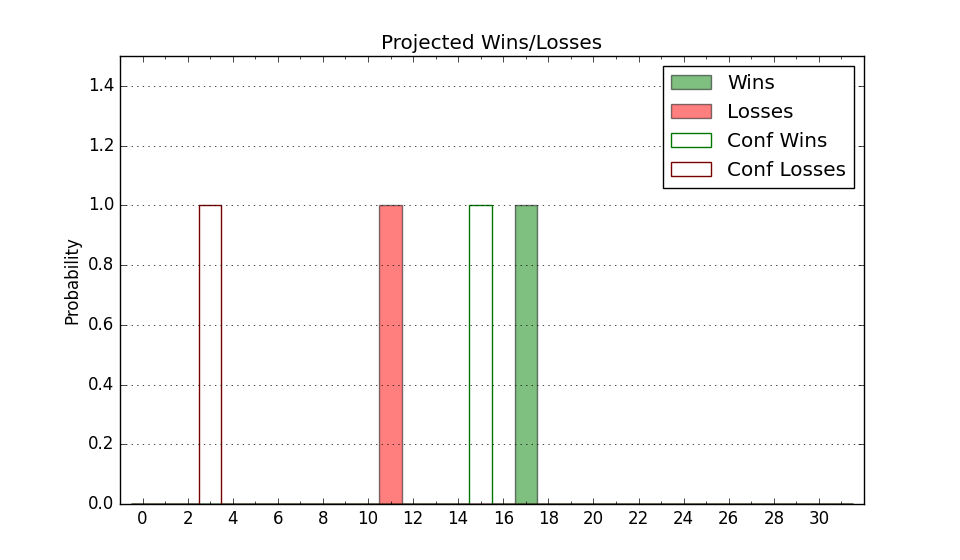 Projected Wins/Losses
Wins
Losses
Conf Wins
Conf Losses
Probability
1.4
1.2
1.0
0.8
0.6
0.4
0.2
0.0
0 2 4 6 8 10 12 14 16 18 20 22 24 26 28 30